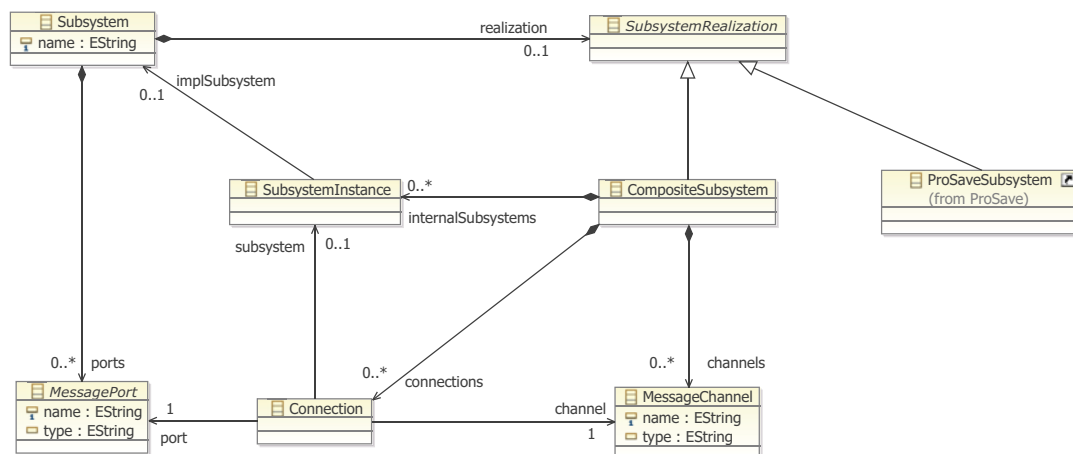 Subsystem
name : EString
realization
0..1
SubsystemRealization
implSubsystem
0..1
SubsystemInstance
0..*
internalSubsystems
CompositeSubsystem
ProSaveSubsystem
(from ProSave)
subsystem
0..1
0..*
ports
0..*
connections
0..*
channels
MessagePort
name : EString
type : EString
1
port
Connection
channel
1
MessageChannel
name : EString
type : EString